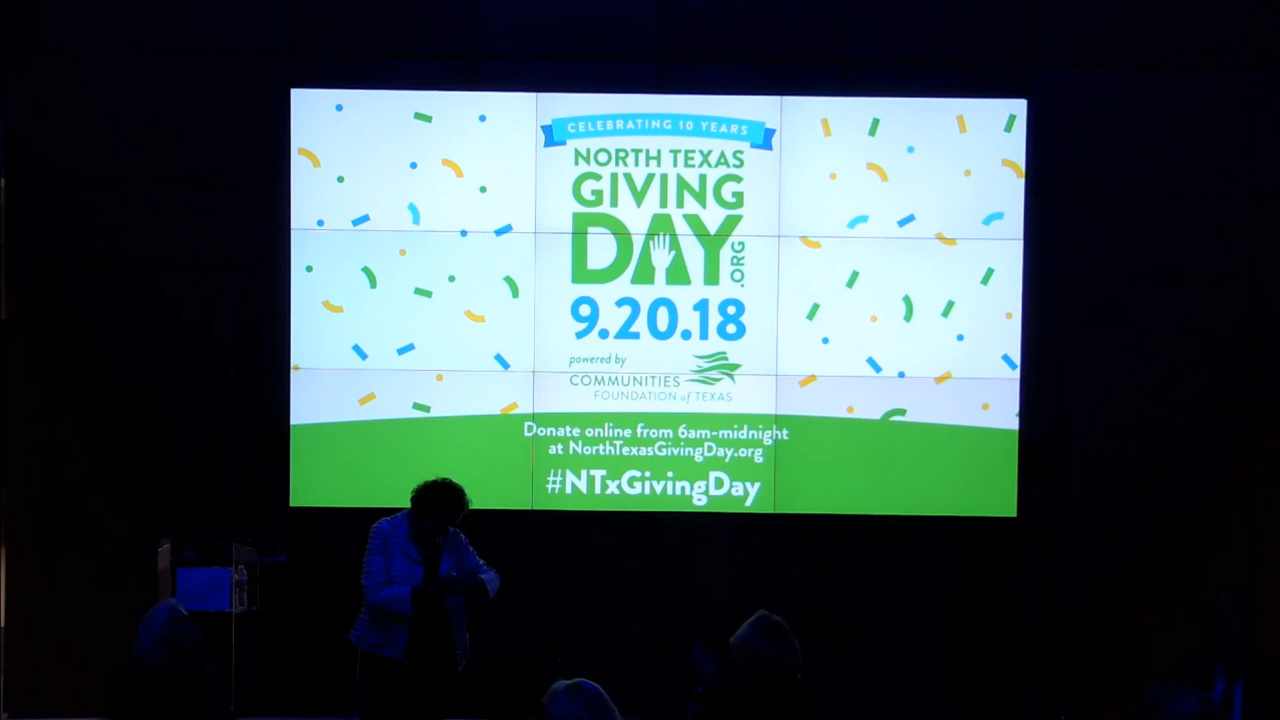 CELEBRATING 10 YEARS
NORTH TEXAS
GIVING
DAY
.ORG
9.20.18
powered by
COMMUNITIES
FOUNDATION of TEXAS
Donate online from 6am-midnight
at NorthTexasGivingDay.org
#NTxGivingDay